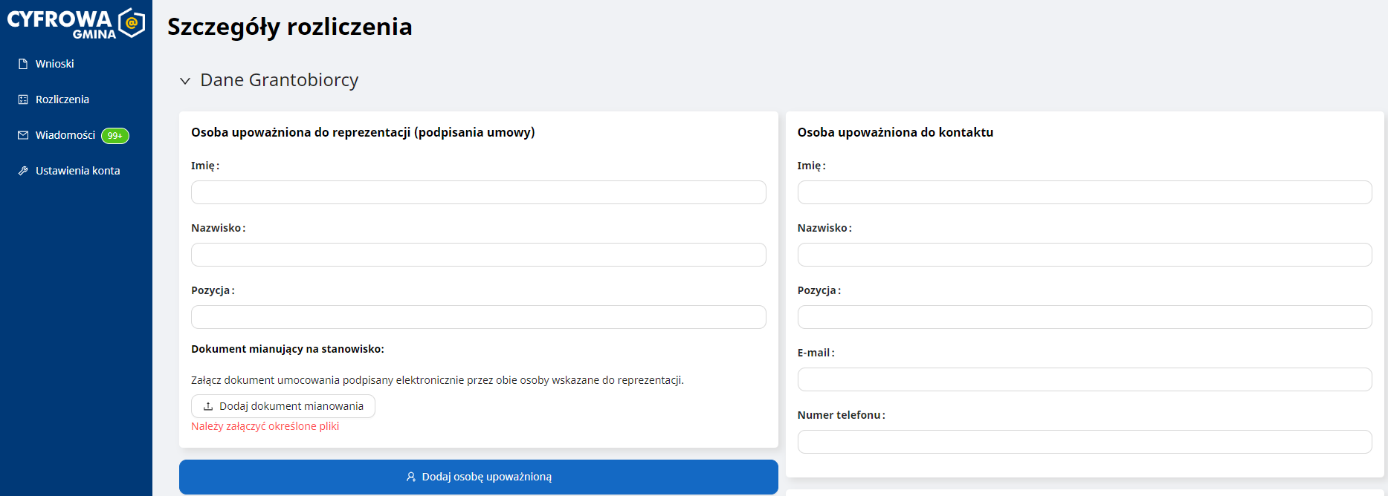 CYFROWA
GMINA
Wnioski
Rozliczenia
Wiadomości 99+
Ustawienia konta
Szczegóły rozliczenia
Dane Grantobiorcy
Osoba upoważniona do reprezentacji (podpisania umowy)
Imię:
Nazwisko:
Pozycja:
Dokument mianujący na stanowisko:
Załącz dokument umocowania podpisany elektronicznie przez obie osoby wskazane do reprezentacji.
Dodaj dokument mianowania
Należy załączyć określone pliki
Dodaj osobę upoważnioną
Osoba upoważniona do kontaktu
Imię:
Nazwisko:
Pozycja:
E-mail:
Numer telefonu: